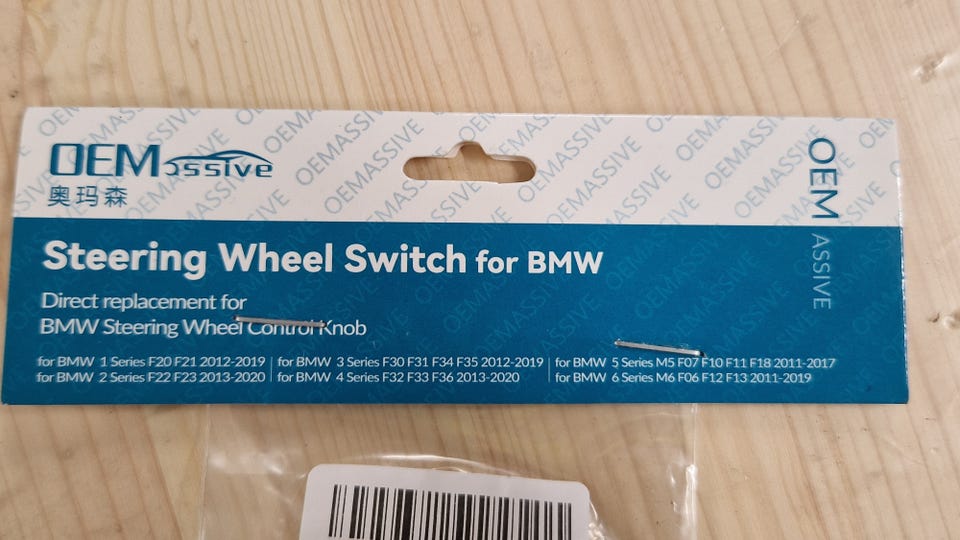 OEMassive
奥玛森
Steering Wheel Switch for BMW
Direct replacement for
BMW Steering Wheel Control Knob
for BMW 1 Series F20 F21 2012-2019
for BMW 2 Series F22 F23 2013-2020
for BMW 3 Series F30 F31 F34 F35 2012-2019
for BMW 4 Series F32 F33 F36 2013-2020
for BMW 5 Series M5 F07 F10 F11 F18 2011-2017
for BMW 6 Series M6 F06 F12 F13 2011-2019
OEM ASSIVE
OEMASSIVE